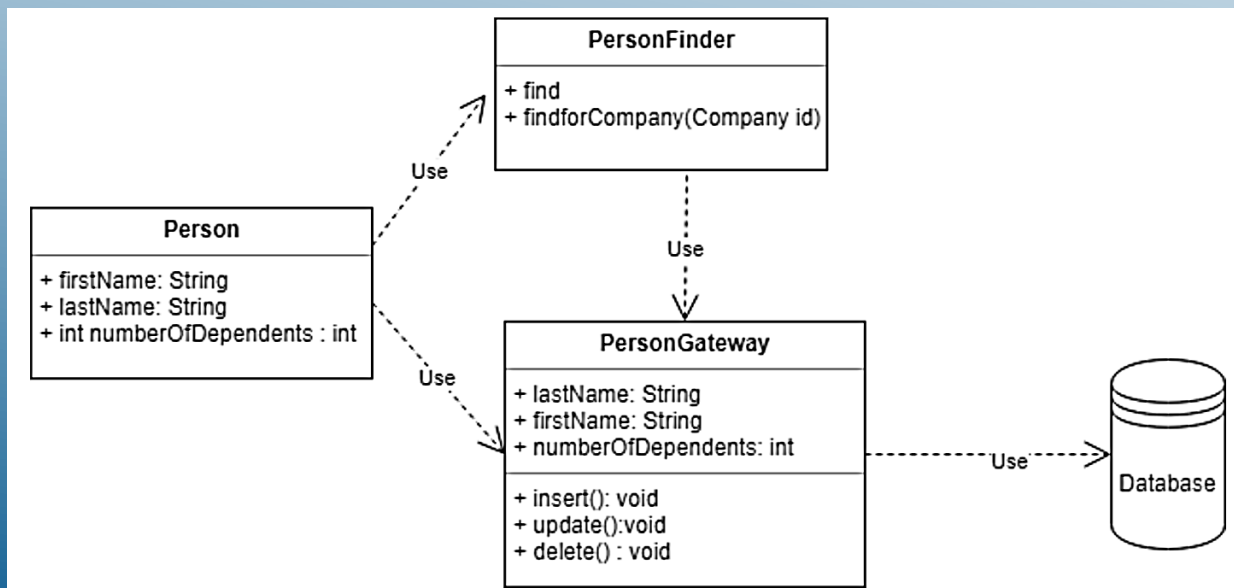 PersonFinder
+ find
+ findforCompany(Company id)
Use
Person
+ firstName: String
+ lastName: String
+ int numberOfDependents : int
Use
Use
PersonGateway
+ lastName: String
+ firstName: String
+ numberOfDependents: int
+ insert(): void
+ update():void
+ delete() : void
Use
Database